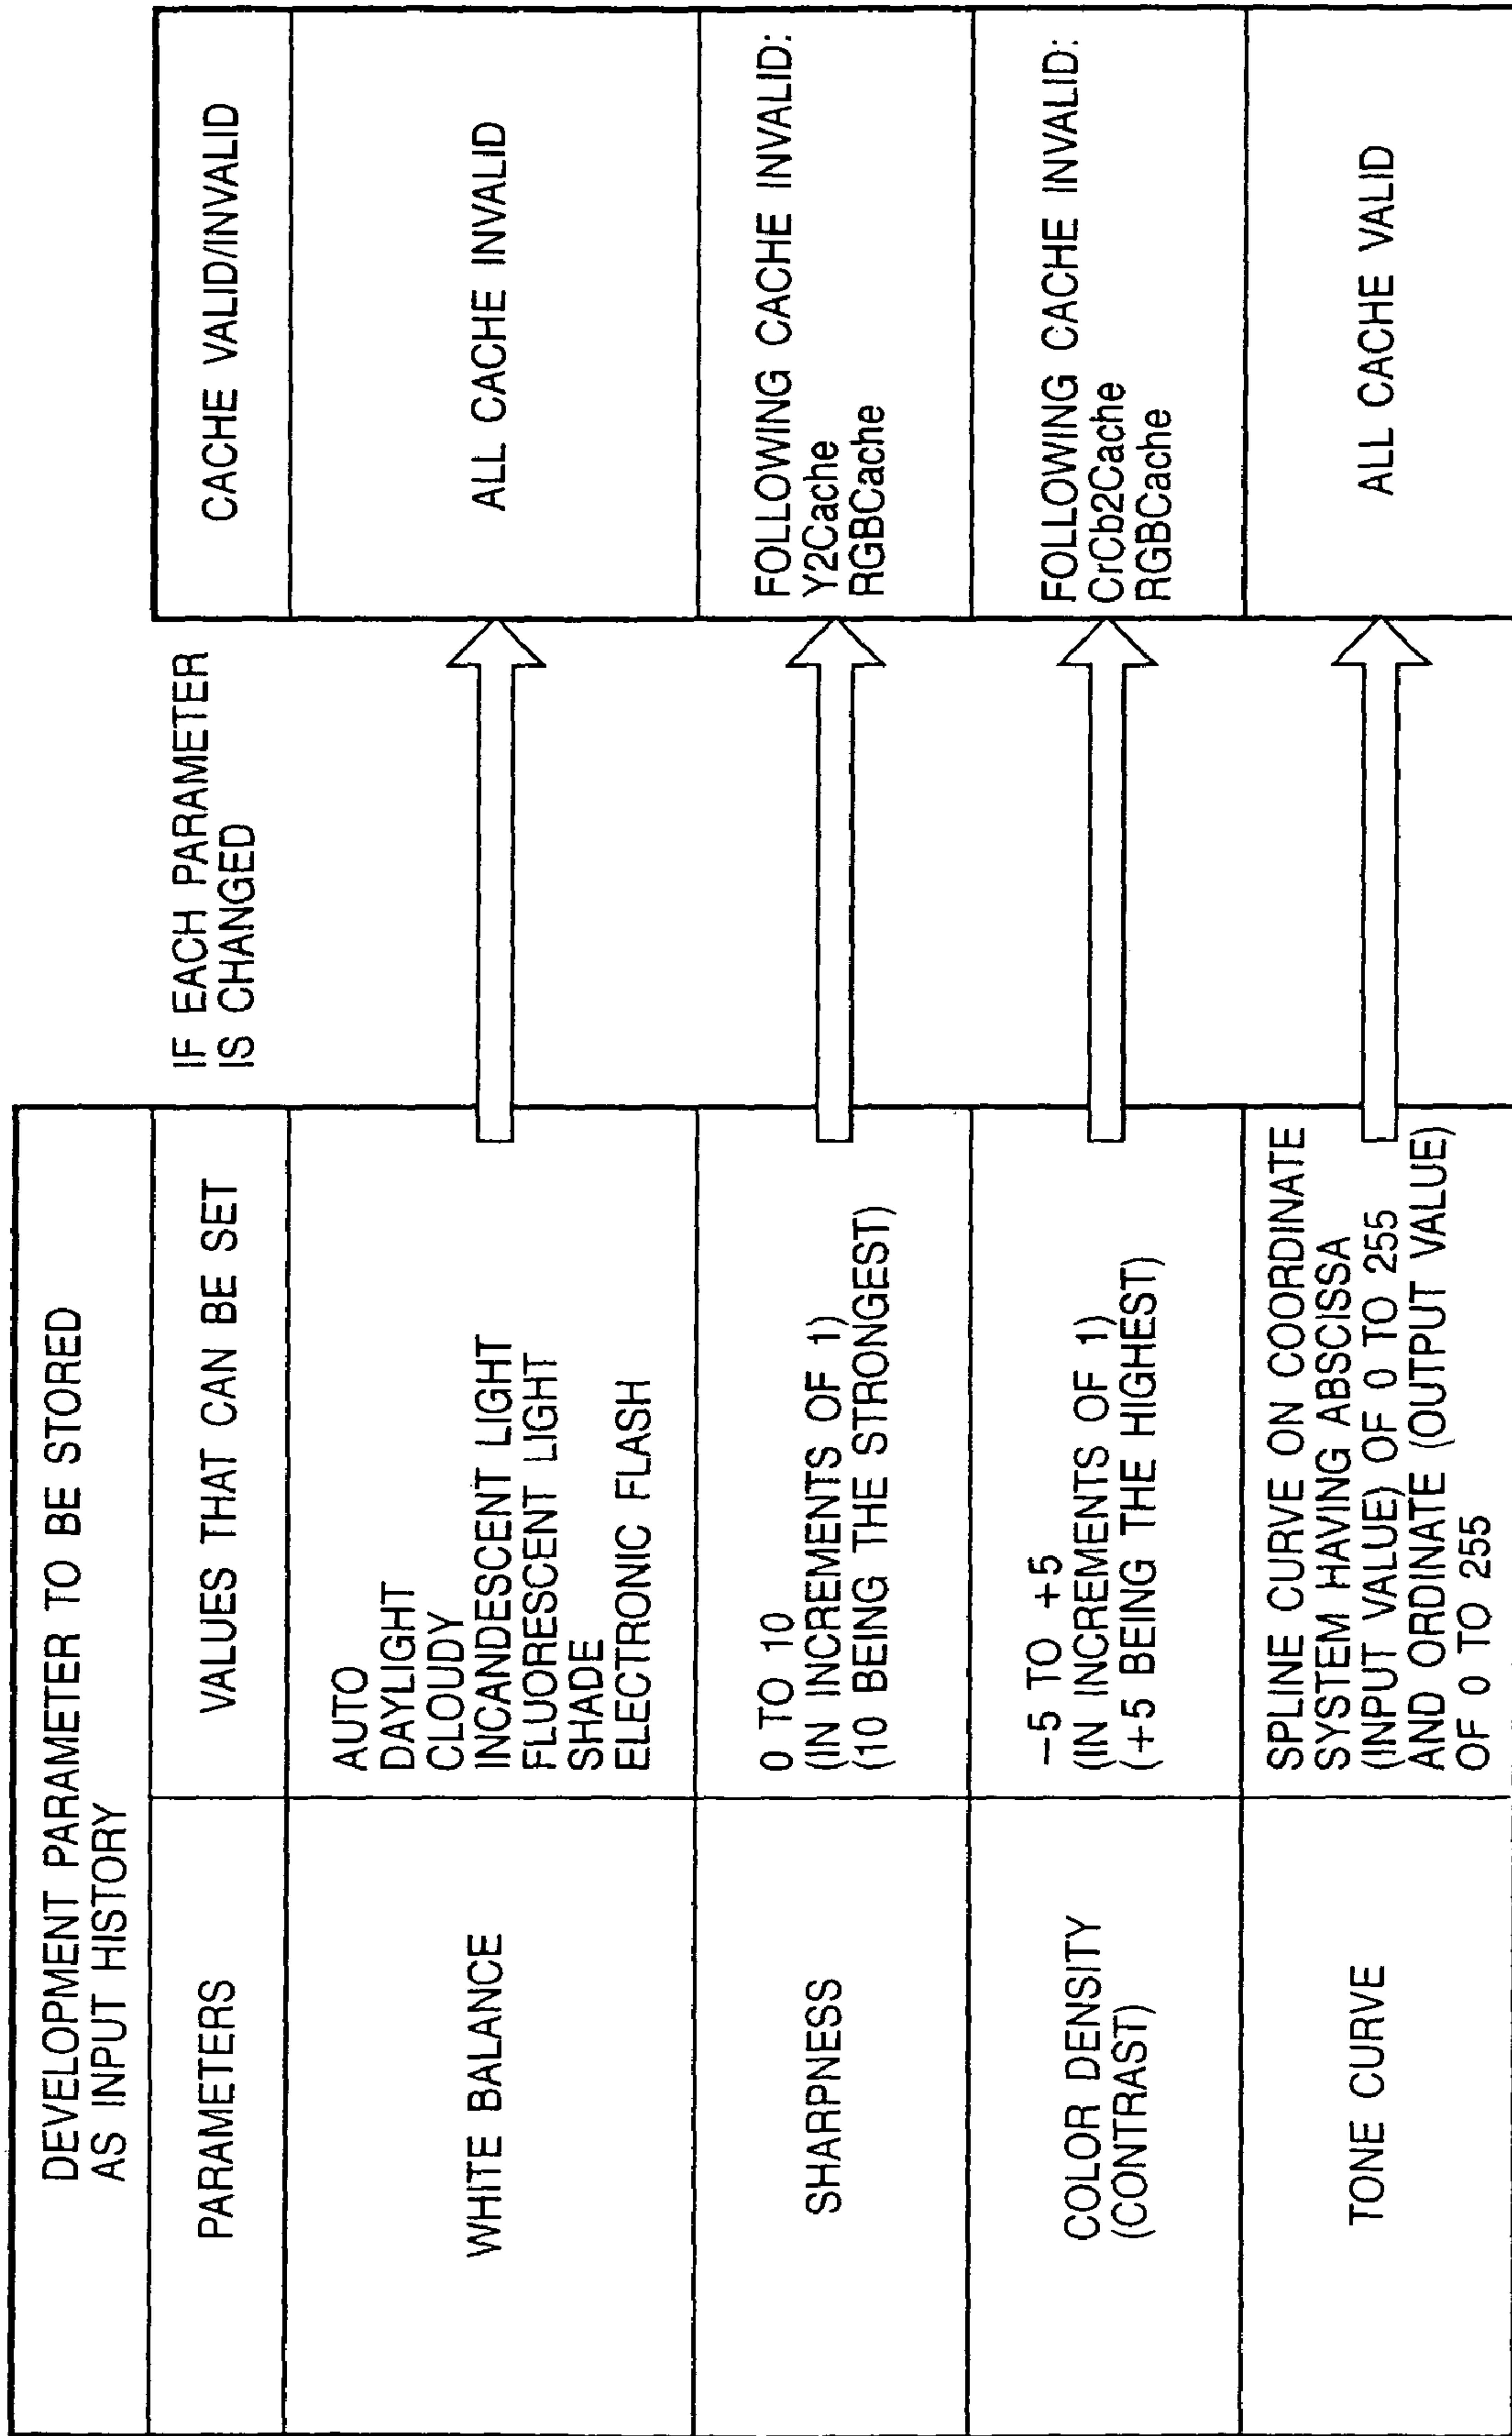 DEVELOPMENT PARAMETER TO BE STORED
AS INPUT HISTORY
PARAMETERS
VALUES THAT CAN BE SET
IF EACH PARAMETER
IS CHANGED
CACHE VALID/INVALID
WHITE BALANCE
AUTO
DAYLIGHT
CLOUDY
INCANDESCENT LIGHT
FLUORESCENT LIGHT
SHADE
ELECTRONIC FLASH
ALL CACHE INVALID
SHARPNESS
0 TO 10
(IN INCREMENTS OF 1)
(10 BEING THE STRONGEST)
FOLLOWING CACHE INVALID:
Y2Cache
RGBCache
COLOR DENSITY
(CONTRAST)
−5 TO +5
(IN INCREMENTS OF 1)
(+5 BEING THE HIGHEST)
FOLLOWING CACHE INVALID:
CrCb2Cache
RGBCache
TONE CURVE
SPLINE CURVE ON COORDINATE
SYSTEM HAVING ABSCISSA
(INPUT VALUE) OF 0 TO 255
AND ORDINATE (OUTPUT VALUE)
OF 0 TO 255
ALL CACHE VALID